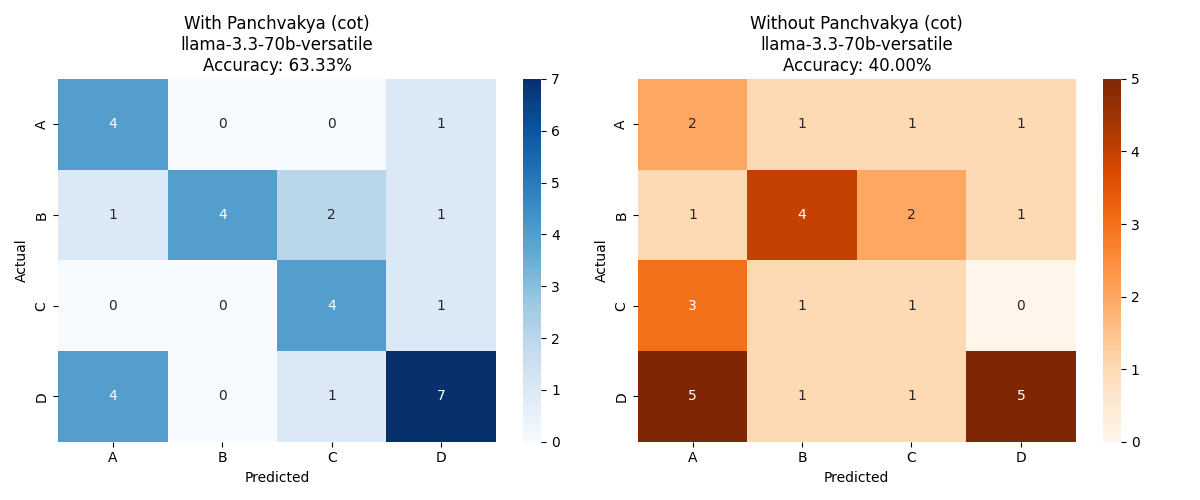 With Panchvakya (cot)
llama-3.3-70b-versatile
Accuracy: 63.33%
Actual
A
B
C
D
4 0 0 1
1 4 2 1
0 0 4 1
4 0 1 7
A B C D
Predicted
7
6
5
4
3
2
1
0
Without Panchvakya (cot)
llama-3.3-70b-versatile
Accuracy: 40.00%
Actual
A
B
C
D
2 1 1 1
1 4 2 1
3 1 1 0
5 1 1 5
A B C D
Predicted
5
4
3
2
1
0